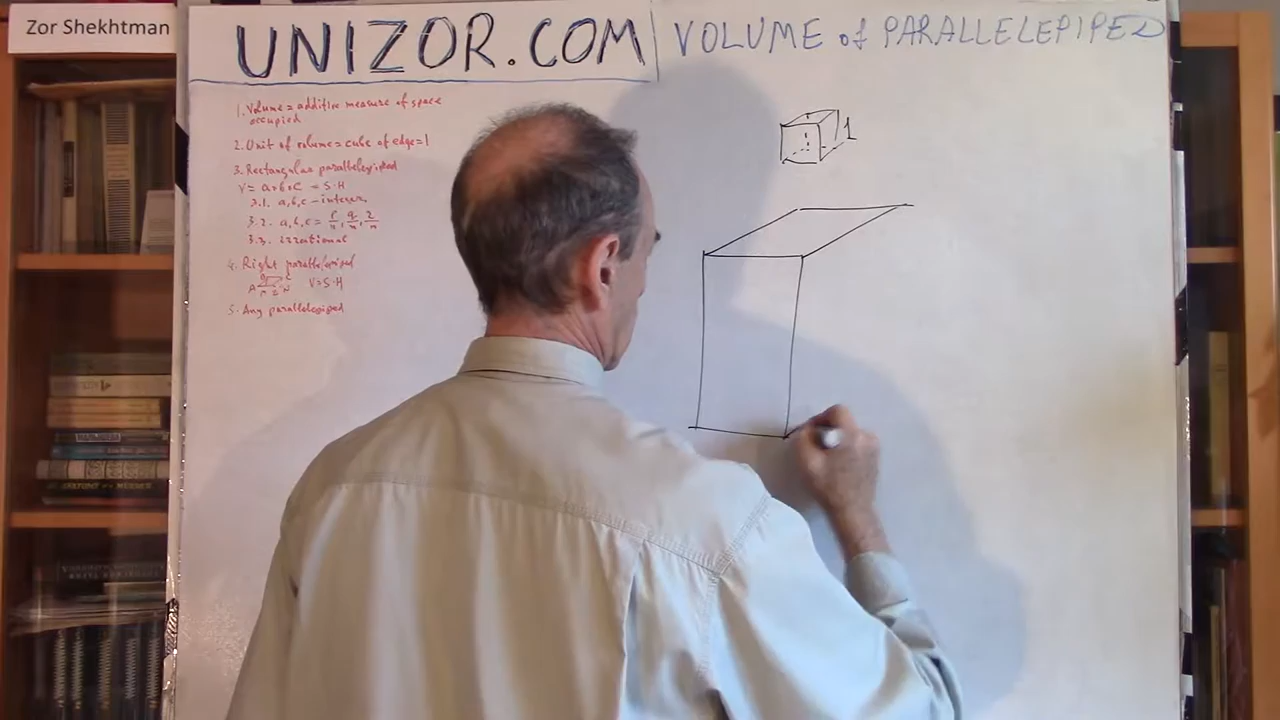 Zor Shekhtman
UNIZOR.COM
VOLUME of PARALLELEPIPED
1. Volume = additive measure of space
occupied
2. Unit of volume = cube of edge = 1
3. Rectangular parallelepiped
V = a·b·c = S·H
3.1. a, b, c – integer
3.2. a, b, c =
3.3. irrational
4. Right parallelepiped
V = S·H
5. Any parallelepiped
1